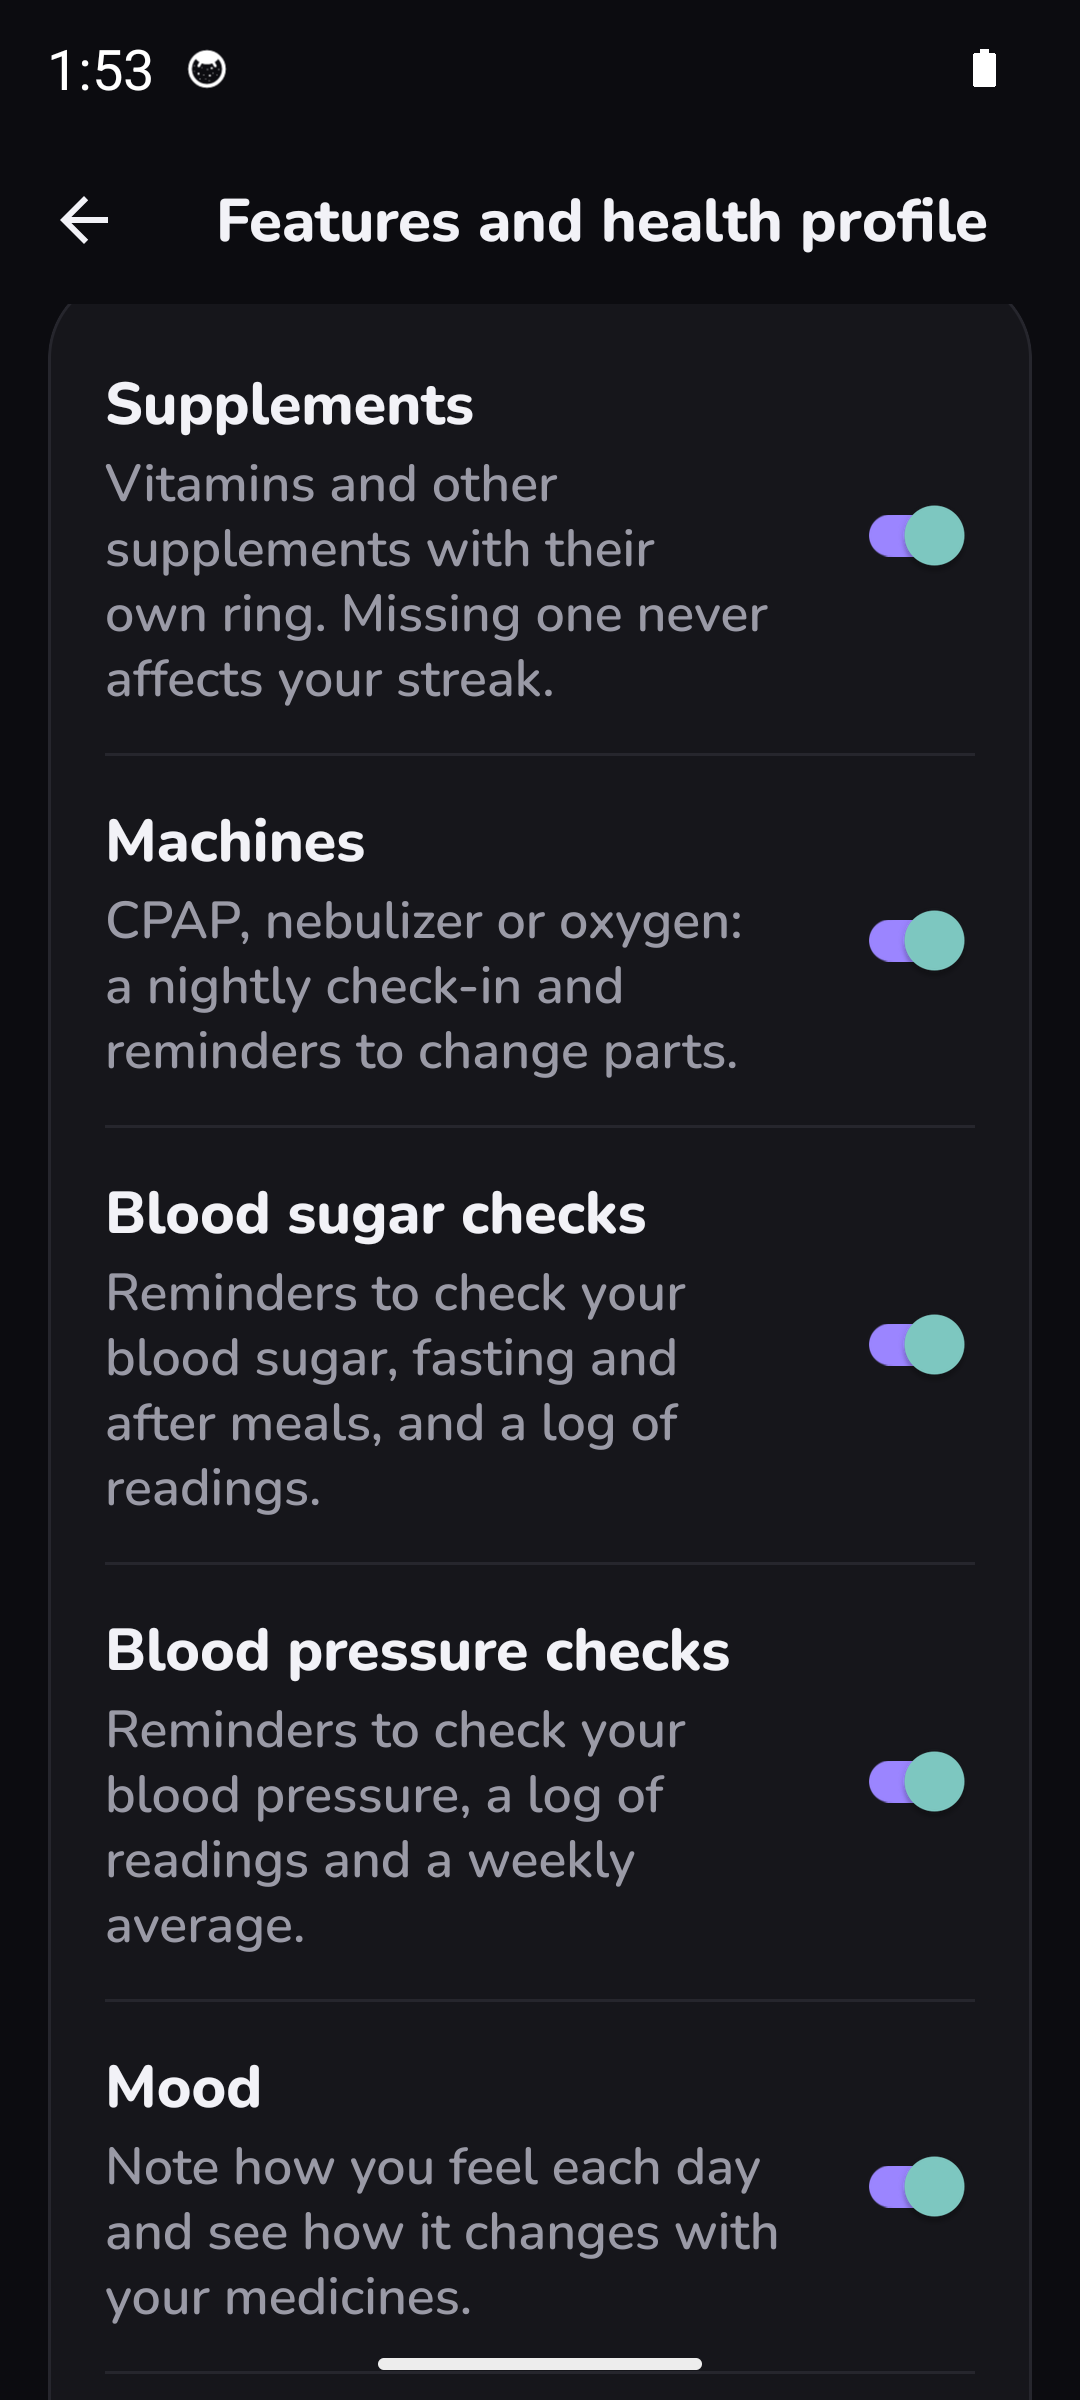 1:53
Features and health profile
Supplements
Vitamins and other
supplements with their
own ring. Missing one never
affects your streak.
Machines
CPAP, nebulizer or oxygen:
a nightly check-in and
reminders to change parts.
Blood sugar checks
Reminders to check your
blood sugar, fasting and
after meals, and a log of
readings.
Blood pressure checks
Reminders to check your
blood pressure, a log of
readings and a weekly
average.
Mood
Note how you feel each day
and see how it changes with
your medicines.